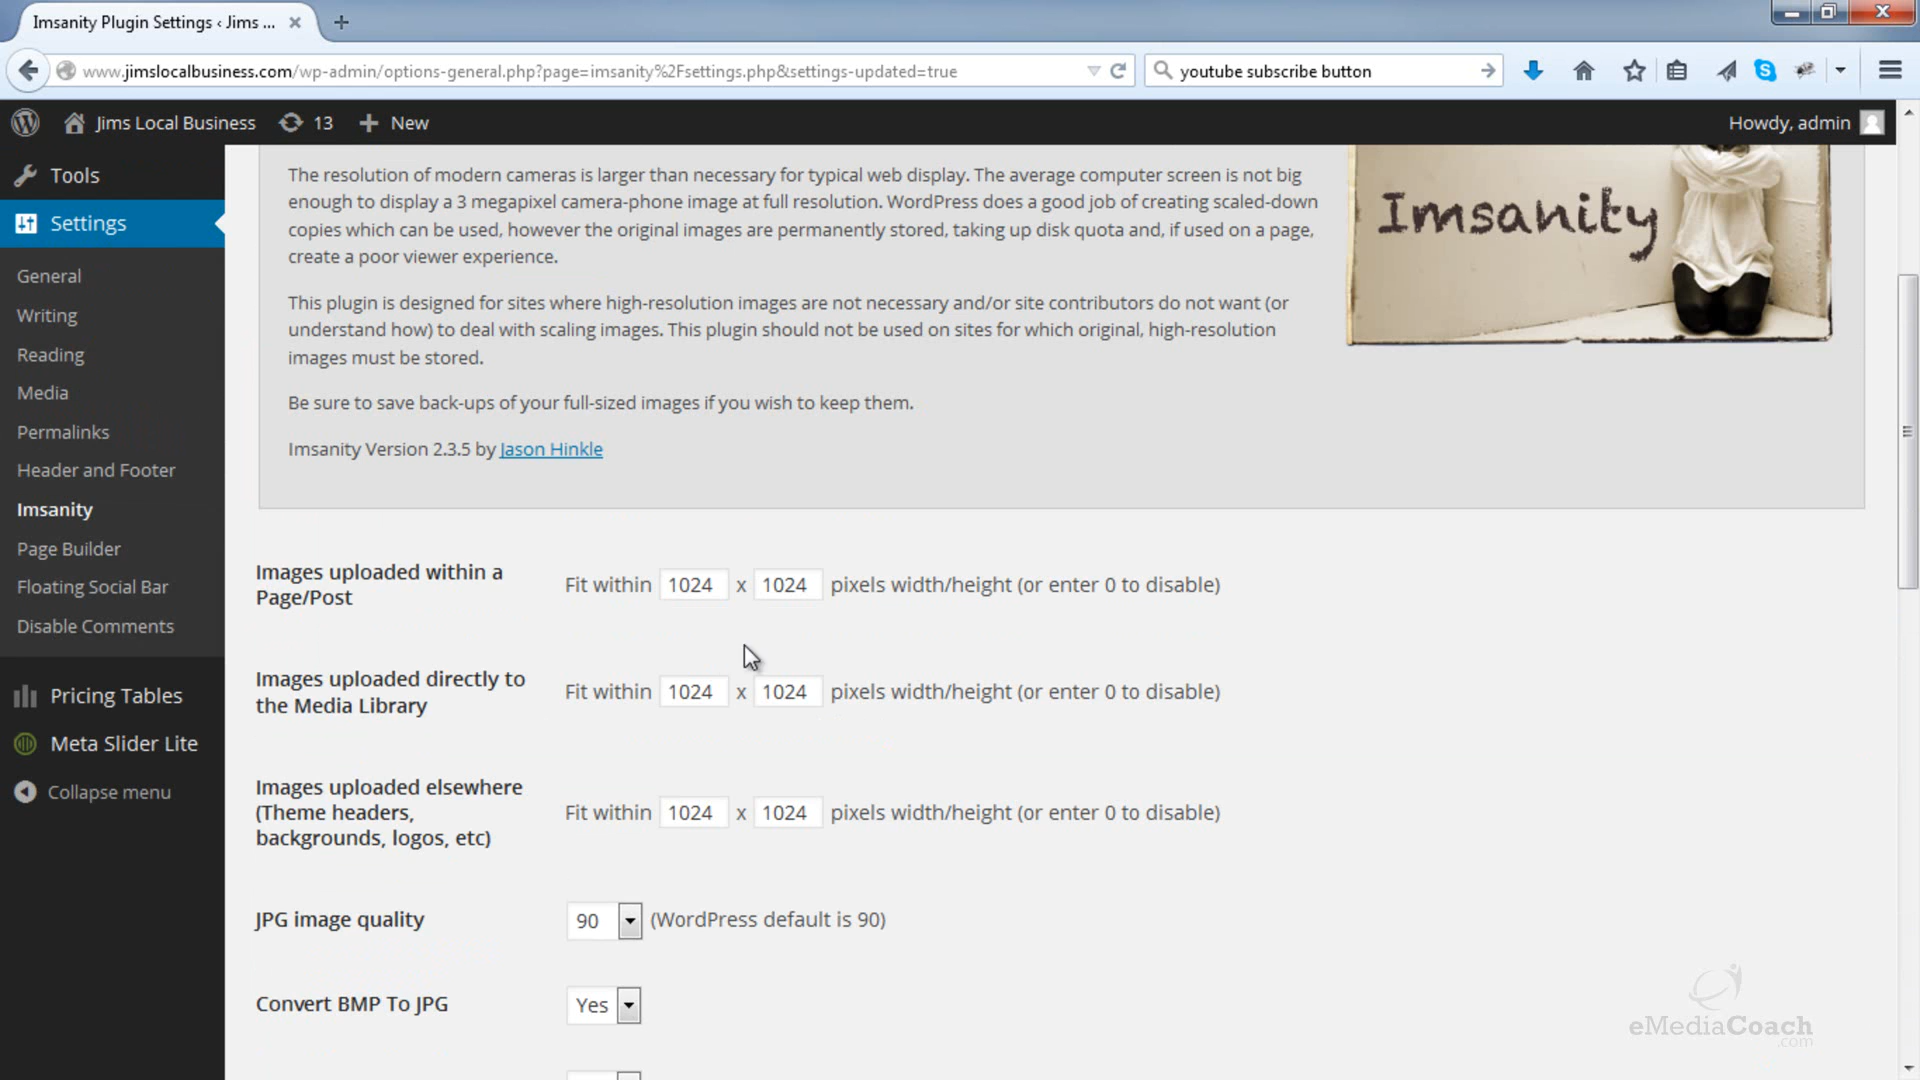 Imsanity Plugin Settings ‹ Jims ...
www.jimslocalbusiness.com/wp-admin/options-general.php?page=imsanity%2Fsettings.php&settings-updated=true
youtube subscribe button
Jims Local Business
13
New
Howdy, admin
Tools
Settings
General
Writing
Reading
Media
Permalinks
Header and Footer
Imsanity
Page Builder
Floating Social Bar
Disable Comments
Pricing Tables
Meta Slider Lite
Collapse menu
The resolution of modern cameras is larger than necessary for typical web display. The average computer screen is not big
enough to display a 3 megapixel camera-phone image at full resolution. WordPress does a good job of creating scaled-down
copies which can be used, however the original images are permanently stored, taking up disk quota and, if used on a page,
create a poor viewer experience.
This plugin is designed for sites where high-resolution images are not necessary and/or site contributors do not want (or
understand how) to deal with scaling images. This plugin should not be used on sites for which original, high-resolution
images must be stored.
Be sure to save back-ups of your full-sized images if you wish to keep them.
Imsanity Version 2.3.5 by Jason Hinkle
Imsanity
Images uploaded within a
Page/Post
Fit within 1024 x 1024 pixels width/height (or enter 0 to disable)
Images uploaded directly to
the Media Library
Fit within 1024 x 1024 pixels width/height (or enter 0 to disable)
Images uploaded elsewhere
(Theme headers,
backgrounds, logos, etc)
Fit within 1024 x 1024 pixels width/height (or enter 0 to disable)
JPG image quality
90 (WordPress default is 90)
Convert BMP To JPG
Yes
eMediaCoach
.com